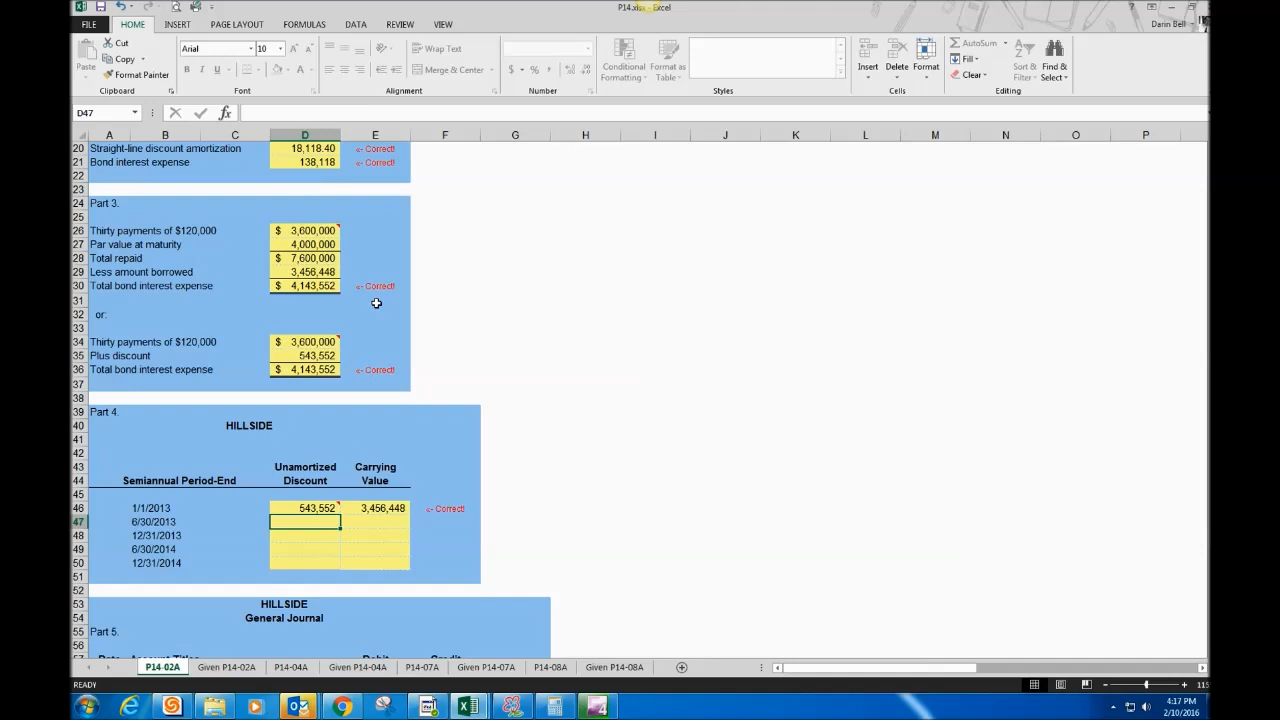 P14.xlsx - Excel
FILE HOME INSERT PAGE LAYOUT FORMULAS DATA REVIEW VIEW Darin Bell
Cut
Copy
Format Painter
Paste
Clipboard
Arial 10
B I U
Font
Wrap Text
Merge & Center
Alignment
$ % ,
Number
Conditional Formatting
Format as Table
Styles
Insert Delete Format
Cells
AutoSum
Fill
Clear
Sort & Filter
Find & Select
Editing
D47 fx
A B C D E F G H I J K L M N O P
20 Straight-line discount amortization 18,118.40 <- Correct!
21 Bond interest expense 138,118 <- Correct!
22
23
24 Part 3.
25
26 Thirty payments of $120,000 $ 3,600,000
27 Par value at maturity 4,000,000
28 Total repaid $ 7,600,000
29 Less amount borrowed 3,456,448
30 Total bond interest expense $ 4,143,552 <- Correct!
31
32 or:
33
34 Thirty payments of $120,000 $ 3,600,000
35 Plus discount 543,552
36 Total bond interest expense $ 4,143,552 <- Correct!
37
38
39 Part 4.
40 HILLSIDE
41
42
43 Unamortized Carrying
44 Semiannual Period-End Discount Value
45
46 1/1/2013 543,552 3,456,448 <- Correct!
47 6/30/2013
48 12/31/2013
49 6/30/2014
50 12/31/2014
51
52
53 HILLSIDE
54 General Journal
55 Part 5.
56
P14-02A Given P14-02A P14-04A Given P14-04A P14-07A Given P14-07A P14-08A Given P14-08A
READY
4:17 PM
2/10/2016